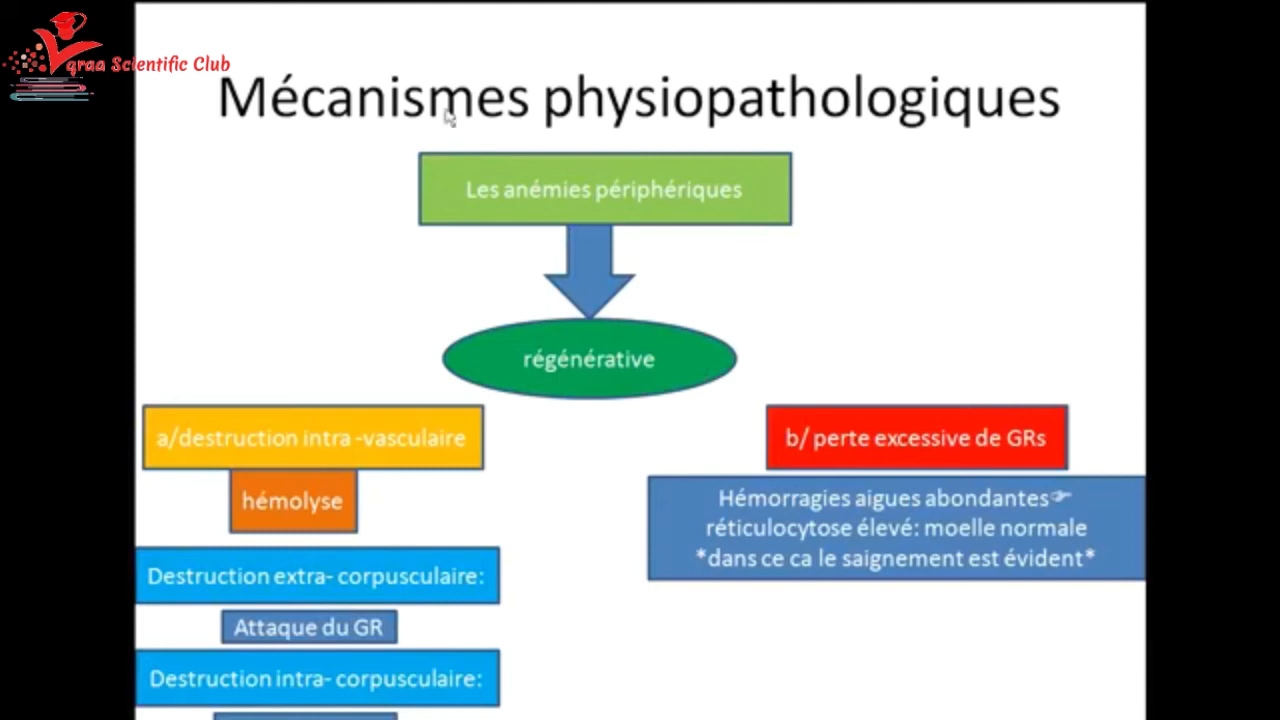 qraa Scientific Club
Mécanismes physiopathologiques
Les anémies périphériques
régénérative
a/destruction intra -vasculaire
hémolyse
Destruction extra- corpusculaire:
Attaque du GR
Destruction intra- corpusculaire:
b/ perte excessive de GRs
Hémorragies aigues abondantes☞
réticulocytose élevé: moelle normale
*dans ce ca le saignement est évident*